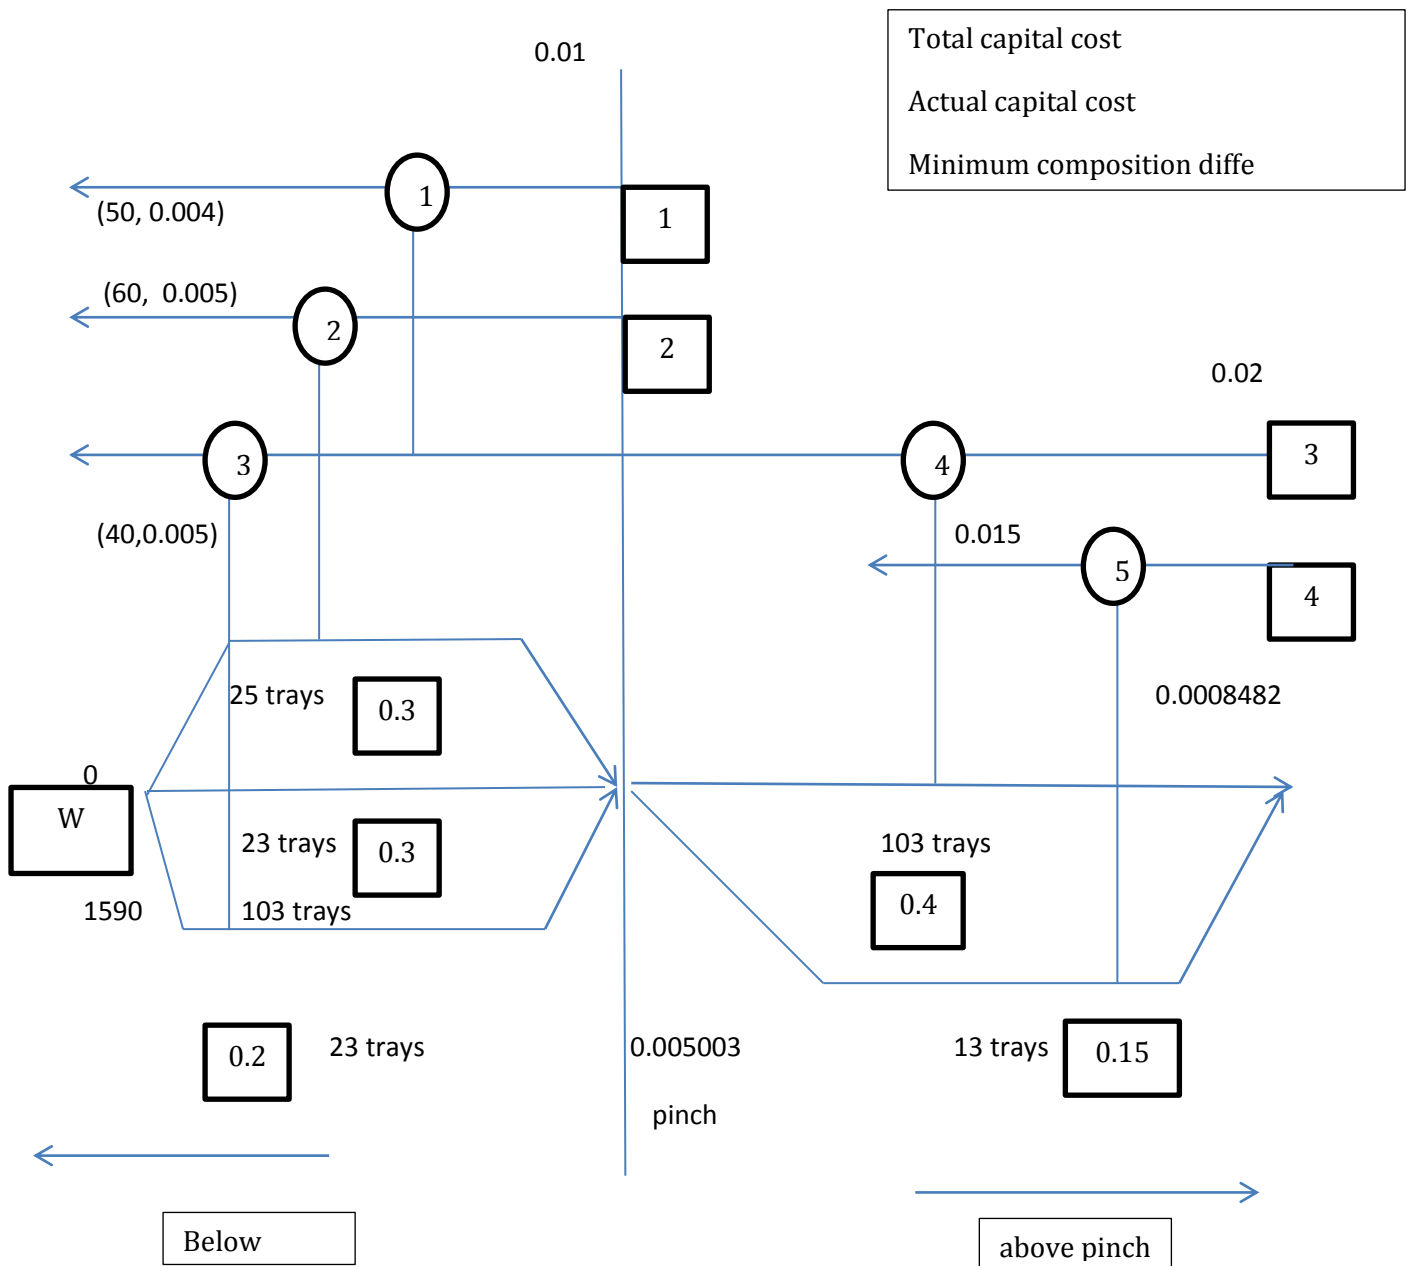 0.01
Total capital cost
Actual capital cost
Minimum composition diffe
1
(50, 0.004)
1
(60,  0.005)
2
2
0.02
3
4
3
(40,0.005)
0.015
5
4
25 trays
0.3
0.0008482
0
W
23 trays
0.3
103 trays
1590
103 trays
0.4
0.2
23 trays
0.005003
13 trays
0.15
pinch
Below
above pinch